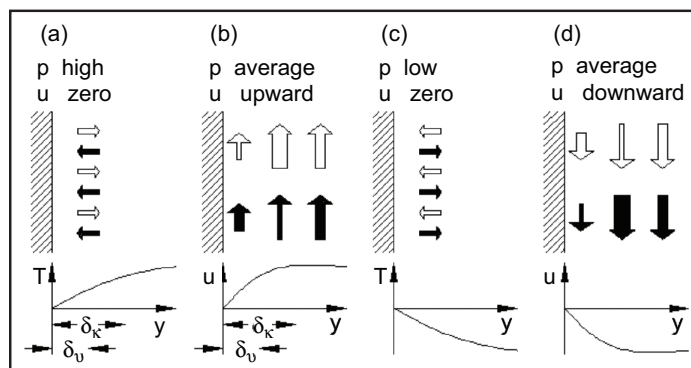 (a) (b) (c) (d)
p high p average p low p average
u zero u upward u zero u downward
T u T u
δκ y δκ y y y
δυ δυ